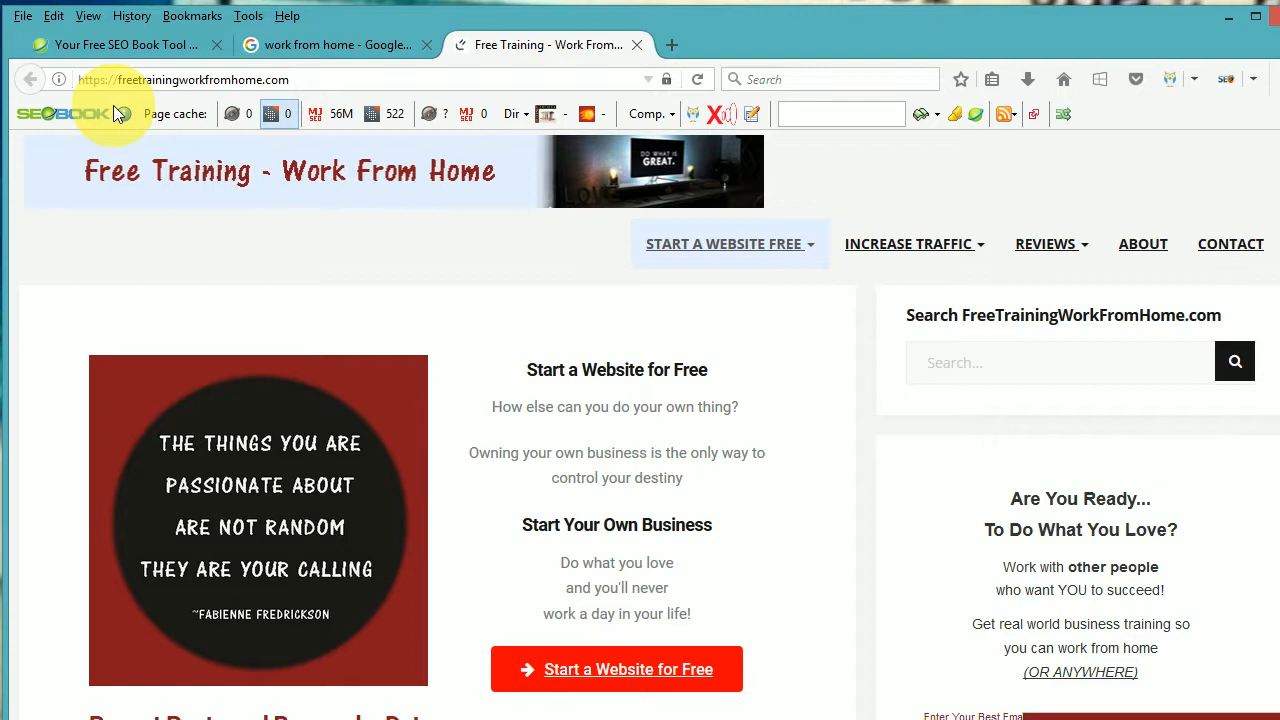 File Edit View History Bookmarks Tools Help
Your Free SEO Book Tool ... work from home - Google... Free Training - Work From...
https://freetrainingworkfromhome.com Search
SEOBOOK Page cache: 0 0 56M 522 ? 0 Dir - - Comp.
DO WHAT IS
GREAT.
Free Training - Work From Home
START A WEBSITE FREE INCREASE TRAFFIC REVIEWS ABOUT CONTACT
THE THINGS YOU ARE
PASSIONATE ABOUT
ARE NOT RANDOM
THEY ARE YOUR CALLING
~FABIENNE FREDRICKSON
Start a Website for Free
How else can you do your own thing?
Owning your own business is the only way to
control your destiny
Start Your Own Business
Do what you love
and you'll never
work a day in your life!
Start a Website for Free
Search FreeTrainingWorkFromHome.com
Search...
Are You Ready...
To Do What You Love?
Work with other people
who want YOU to succeed!
Get real world business training so
you can work from home
(OR ANYWHERE)
Enter Your Best Ema